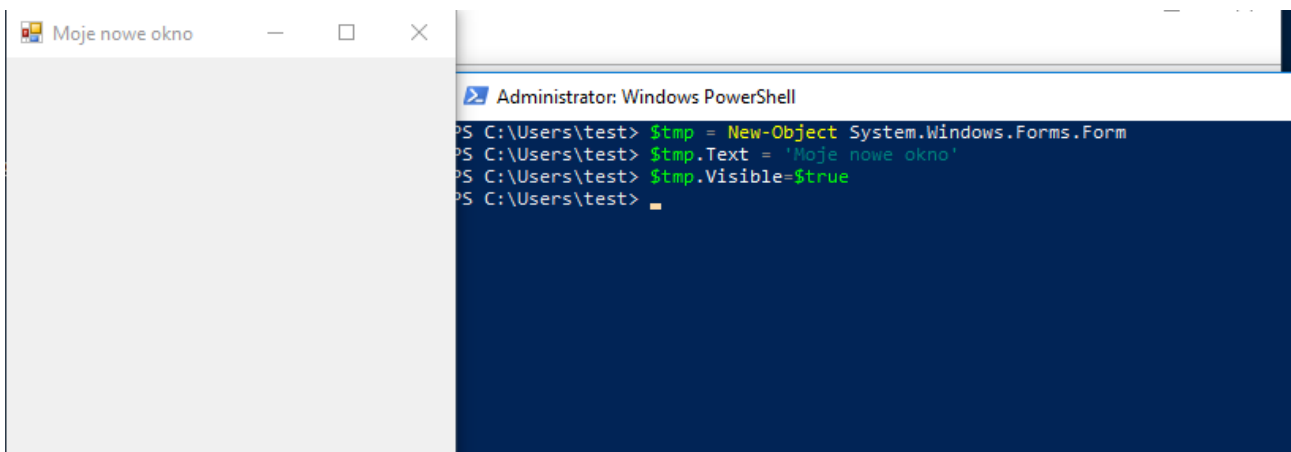 Moje nowe okno
Administrator: Windows PowerShell
PS C:\Users\test> $tmp = New-Object System.Windows.Forms.Form
PS C:\Users\test> $tmp.Text = 'Moje nowe okno'
PS C:\Users\test> $tmp.Visible=$true
PS C:\Users\test>